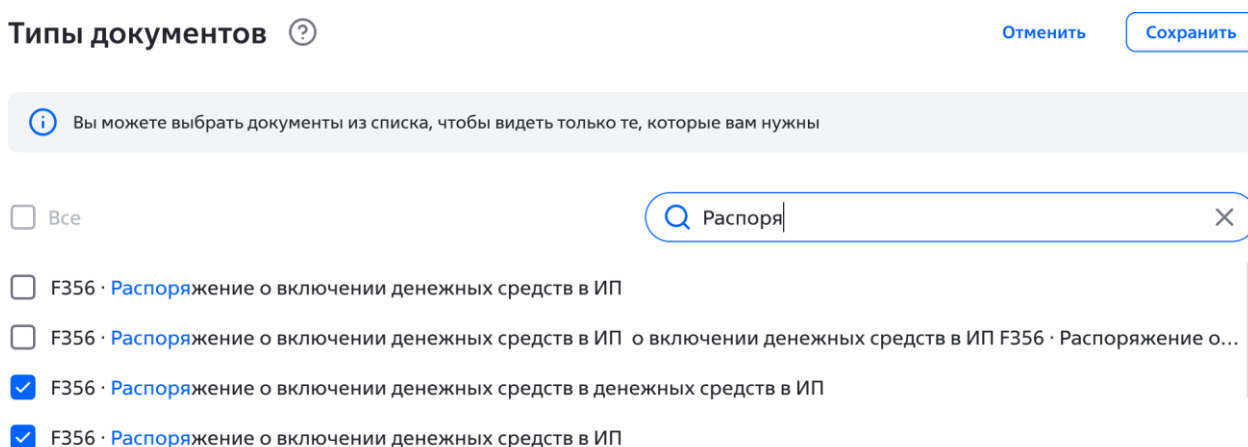 Типы документов ?
Отменить
Сохранить
Вы можете выбрать документы из списка, чтобы видеть только те, которые вам нужны
Все
Распоря
F356 · Распоряжение о включении денежных средств в ИП
F356 · Распоряжение о включении денежных средств в ИП о включении денежных средств в ИП F356 · Распоряжение о...
F356 · Распоряжение о включении денежных средств в денежных средств в ИП
F356 · Распоряжение о включении денежных средств в ИП